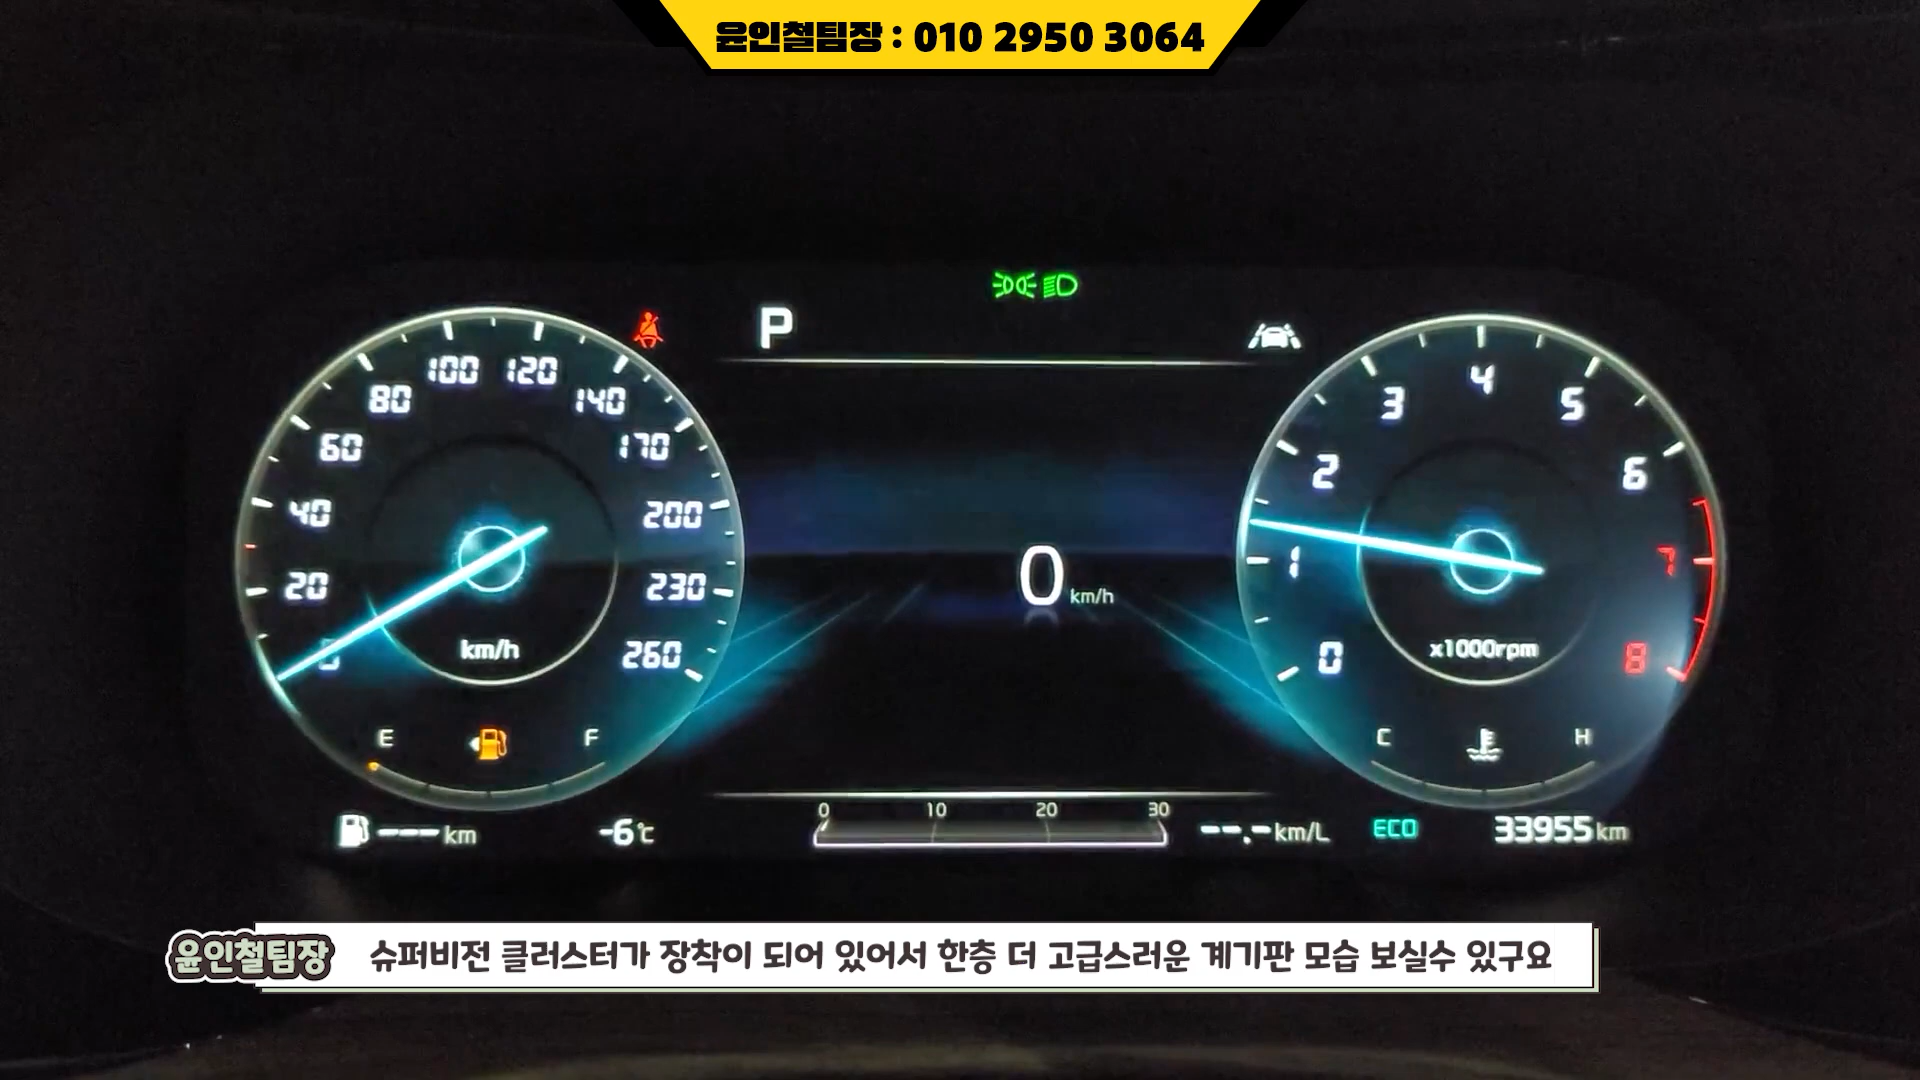 윤인철팀장 : 010 2950 3064
P
100 120
80 140
60 170
40 200
20 230
0 260
km/h
E F
--- km
-6℃
0 km/h
0 10 20 30
--.- km/L
4
3 5
2 6
1 7
0 8
x1000rpm
C H
ECO
33955 km
윤인철팀장
슈퍼비전 클러스터가 장착이 되어 있어서 한층 더 고급스러운 계기판 모습 보실수 있구요